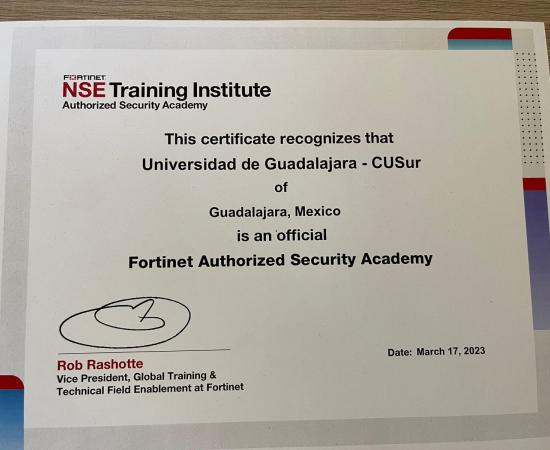 FORTINET
NSE Training Institute
Authorized Security Academy
This certificate recognizes that
Universidad de Guadalajara - CUSur
of
Guadalajara, Mexico
is an official
Fortinet Authorized Security Academy
Rob Rashotte
Vice President, Global Training &
Technical Field Enablement at Fortinet
Date: March 17, 2023